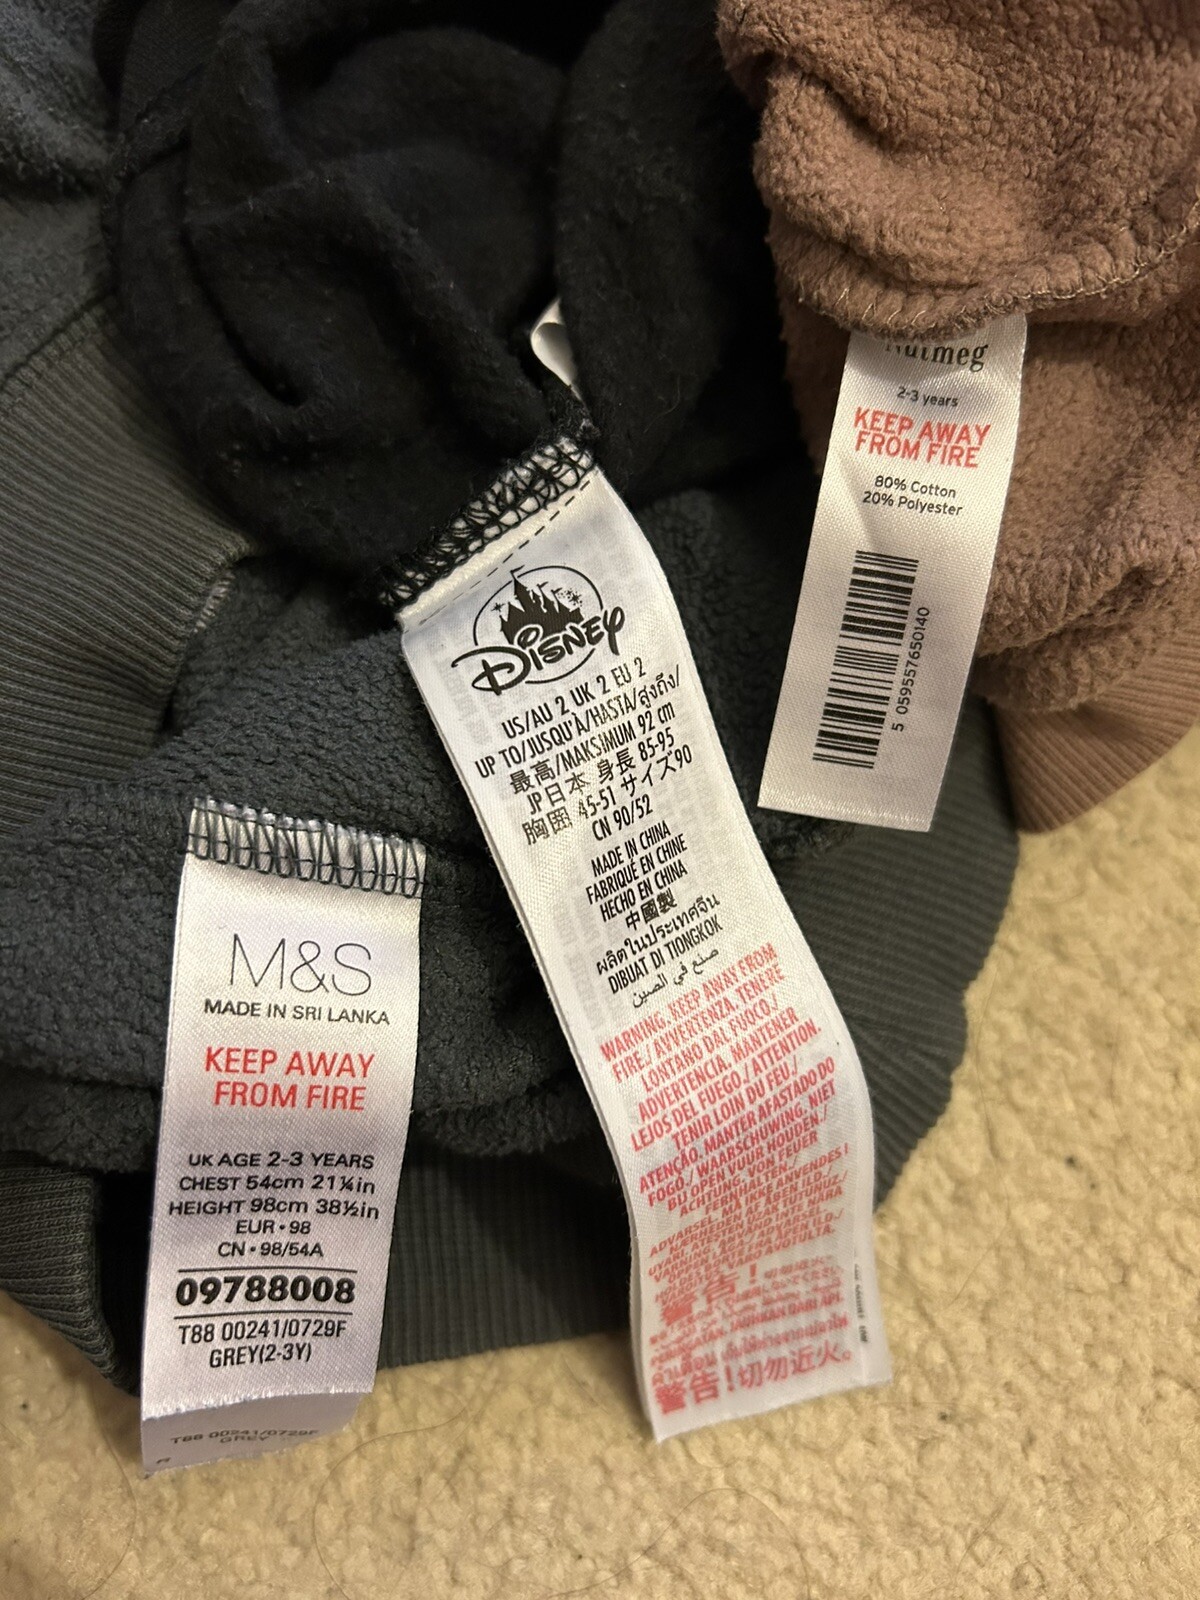 Nutmeg
2-3 years
KEEP AWAY
FROM FIRE
80% Cotton
20% Polyester
5 059557650140
Disney
US/AU 2 UK 2 EU 2
UP TO/JUSQU'À/HASTA/สูงถึง/
最高/MAKSIMUM 92 cm
JP日本 身長 85-95
胸囲 45-51 サイズ90
CN 90/52
MADE IN CHINA
FABRIQUÉ EN CHINE
HECHO EN CHINA
中國製
ผลิตในประเทศจีน
DIBUAT DI TIONGKOK
صنع في الصين
WARNING. KEEP AWAY FROM
FIRE./AVVERTENZA. TENERE
LONTANO DAL FUOCO./
ADVERTENCIA. MANTENER
LEJOS DEL FUEGO./ATTENTION.
TENIR LOIN DU FEU./
ATENÇÃO. MANTER AFASTADO DO
FOGO./WAARSCHUWING. NIET
BIJ OPEN VUUR HOUDEN./
ACHTUNG. VON FEUER
警告!
警告!切勿近火。
M&S
MADE IN SRI LANKA
KEEP AWAY
FROM FIRE
UK AGE 2-3 YEARS
CHEST 54cm 21¼in
HEIGHT 98cm 38½in
EUR • 98
CN • 98/54A
09788008
T88 00241/0729F
GREY(2-3Y)
T88 00241/0729F
GREY